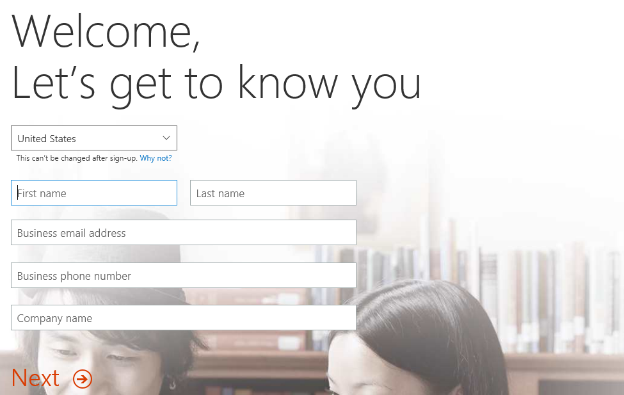 Welcome,
Let's get to know you
United States
This can't be changed after sign-up. Why not?
First name
Last name
Business email address
Business phone number
Company name
Next